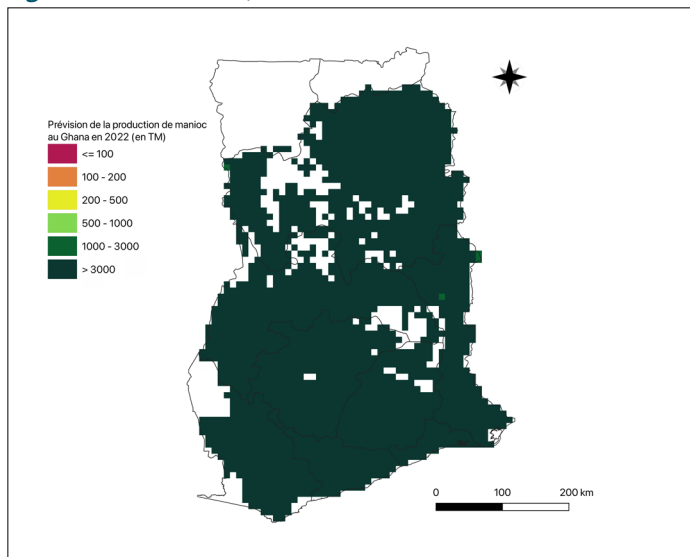 Prévision de la production de manioc
au Ghana en 2022 (en TM)
<= 100
100 - 200
200 - 500
500 - 1000
1000 - 3000
> 3000
0 100 200 km